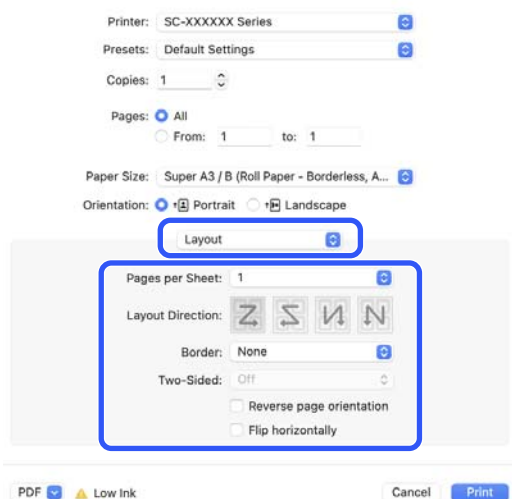 Printer: SC-XXXXXX Series
Presets: Default Settings
Copies: 1
Pages: All
From: 1 to: 1
Paper Size: Super A3 / B (Roll Paper - Borderless, A...
Orientation: Portrait Landscape
Layout
Pages per Sheet: 1
Layout Direction:
Border: None
Two-Sided: Off
Reverse page orientation
Flip horizontally
PDF Low Ink Cancel Print